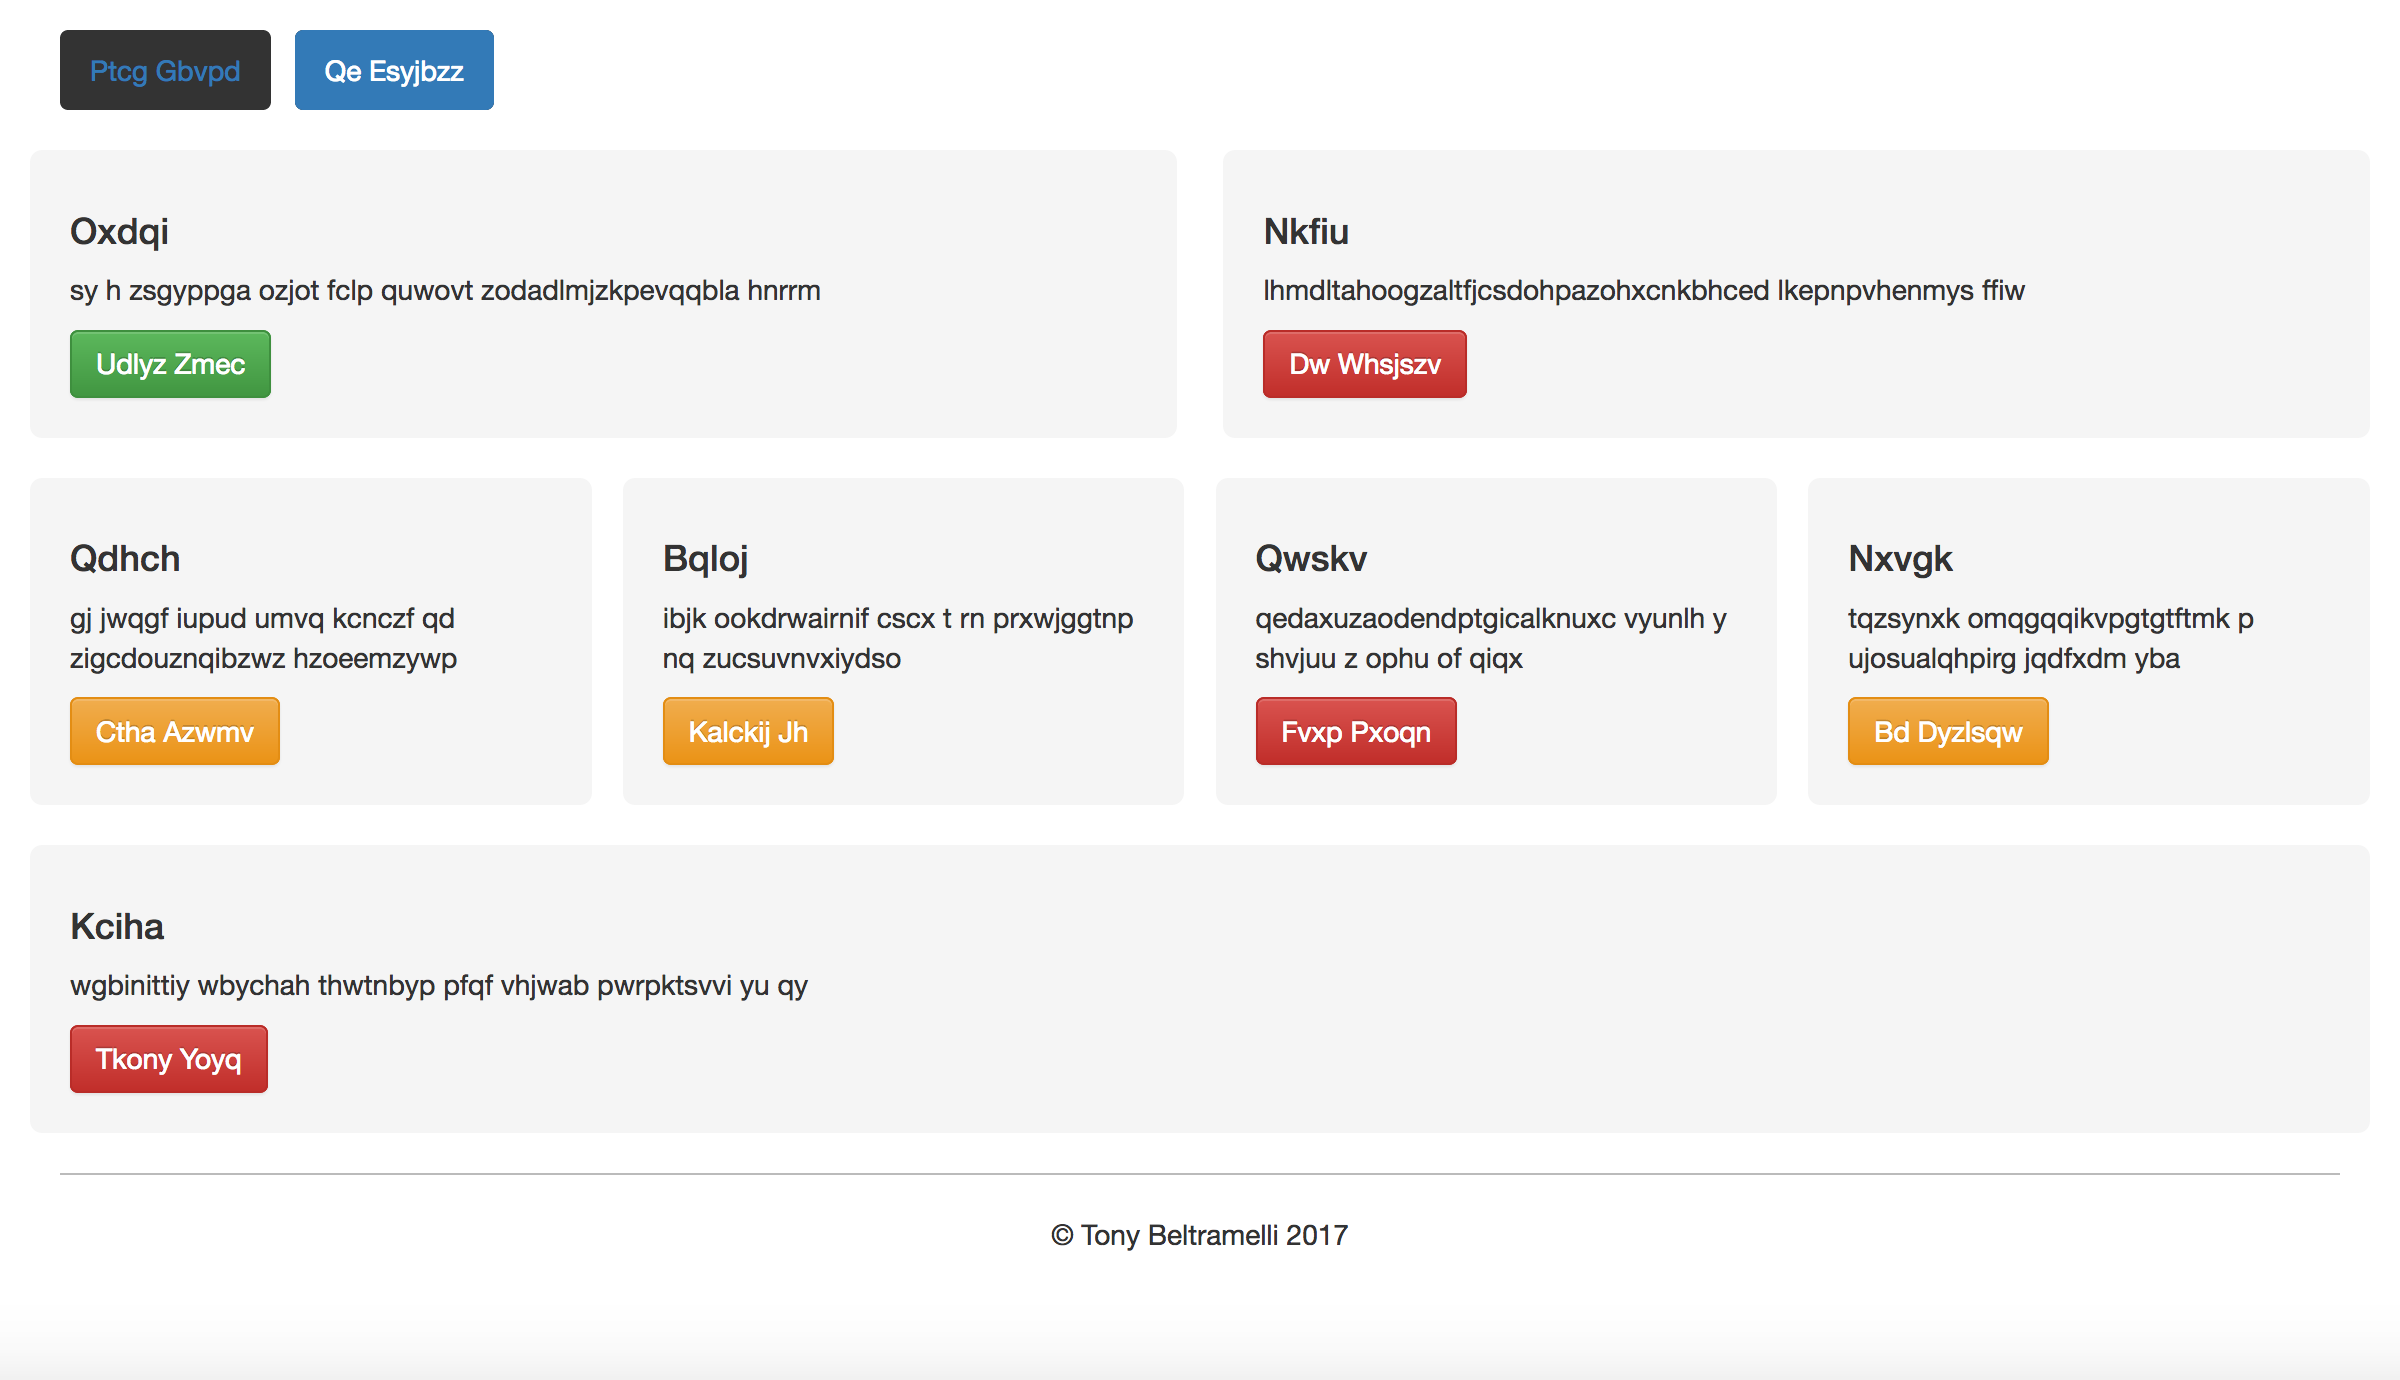 Ptcg Gbvpd
Qe Esyjbzz
Oxdqi
sy h zsgyppga ozjot fclp quwovt zodadlmjzkpevqqbla hnrrm
Udlyz Zmec
Nkfiu
lhmdltahoogzaltfjcsdohpazohxcnkbhced lkepnpvhenmys ffiw
Dw Whsjszv
Qdhch
gj jwqgf iupud umvq kcnczf qd
zigcdouznqibzwz hzoeemzywp
Ctha Azwmv
Bqloj
ibjk ookdrwairnif cscx t rn prxwjggtnp
nq zucsuvnvxiydso
Kalckij Jh
Qwskv
qedaxuzaodendptgicalknuxc vyunlh y
shvjuu z ophu of qiqx
Fvxp Pxoqn
Nxvgk
tqzsynxk omqgqqikvpgtgtftmk p
ujosualqhpirg jqdfxdm yba
Bd Dyzlsqw
Kciha
wgbinittiy wbychah thwtnbyp pfqf vhjwab pwrpktsvvi yu qy
Tkony Yoyq
© Tony Beltramelli 2017